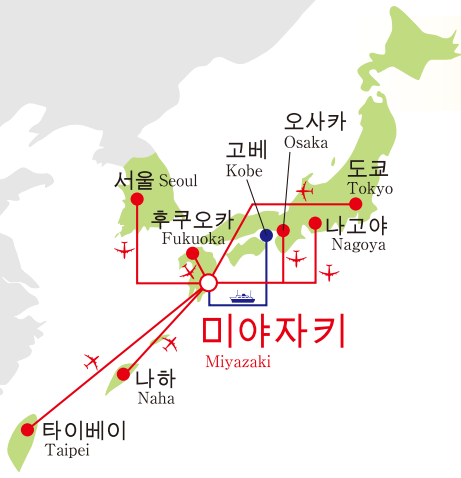 오사카
Osaka
고베
Kobe
도쿄
Tokyo
서울 Seoul
후쿠오카
Fukuoka
나고야
Nagoya
미야자키
Miyazaki
나하
Naha
타이베이
Taipei